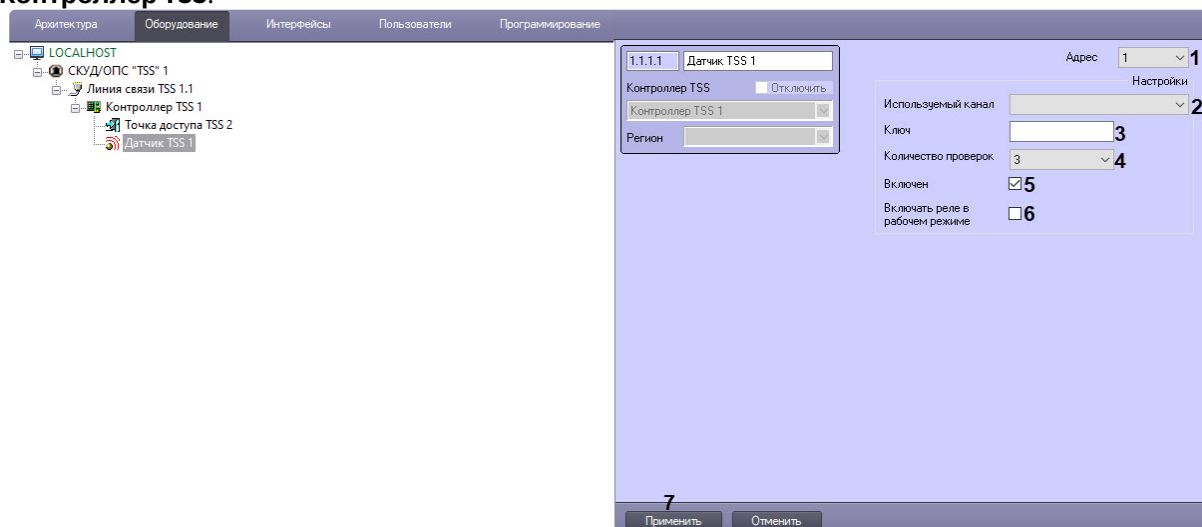 Контроллер TSS.
Архитектура Оборудование Интерфейсы Пользователи Программирование
LOCALHOST
СКУД/ОПС "TSS" 1
Линия связи TSS 1.1
Контроллер TSS 1
Точка доступа TSS 2
Датчик TSS 1
1.1.1.1 Датчик TSS 1
Контроллер TSS Отключить
Контроллер TSS 1
Регион
Адрес 1 1
Настройки
Используемый канал 2
Ключ 3
Количество проверок 3 4
Включен 5
Включать реле в
рабочем режиме 6
7
Применить Отменить